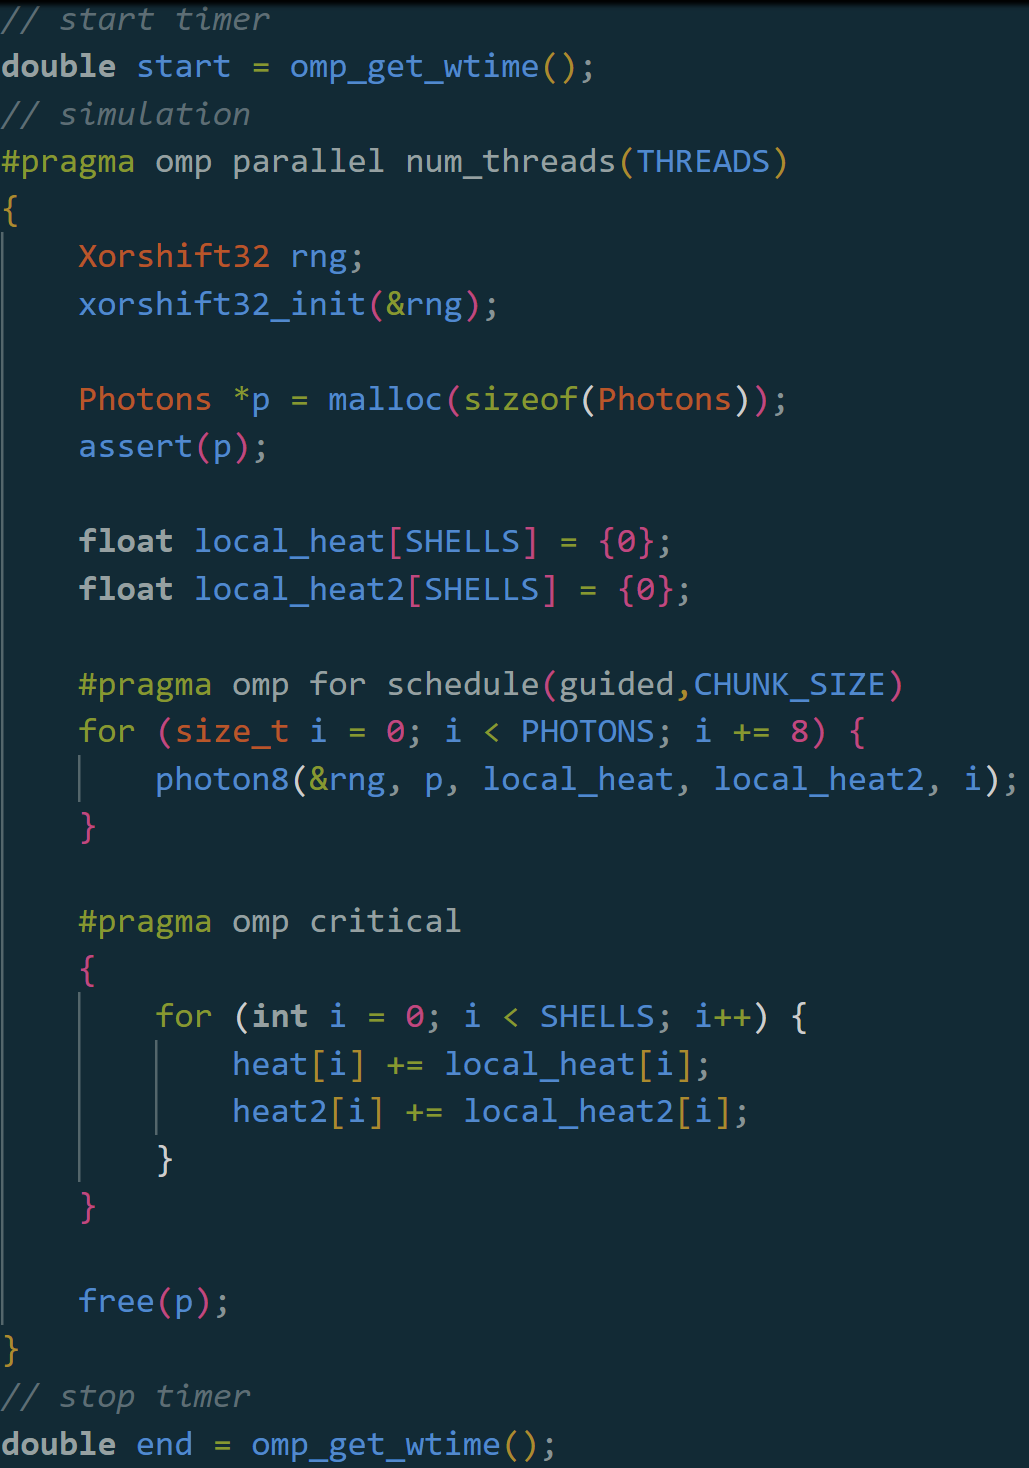 // start timer
double start = omp_get_wtime();
// simulation
#pragma omp parallel num_threads(THREADS)
{
    Xorshift32 rng;
    xorshift32_init(&rng);

    Photons *p = malloc(sizeof(Photons));
    assert(p);

    float local_heat[SHELLS] = {0};
    float local_heat2[SHELLS] = {0};

    #pragma omp for schedule(guided,CHUNK_SIZE)
    for (size_t i = 0; i < PHOTONS; i += 8) {
        photon8(&rng, p, local_heat, local_heat2, i);
    }

    #pragma omp critical
    {
        for (int i = 0; i < SHELLS; i++) {
            heat[i] += local_heat[i];
            heat2[i] += local_heat2[i];
        }
    }

    free(p);
}
// stop timer
double end = omp_get_wtime();